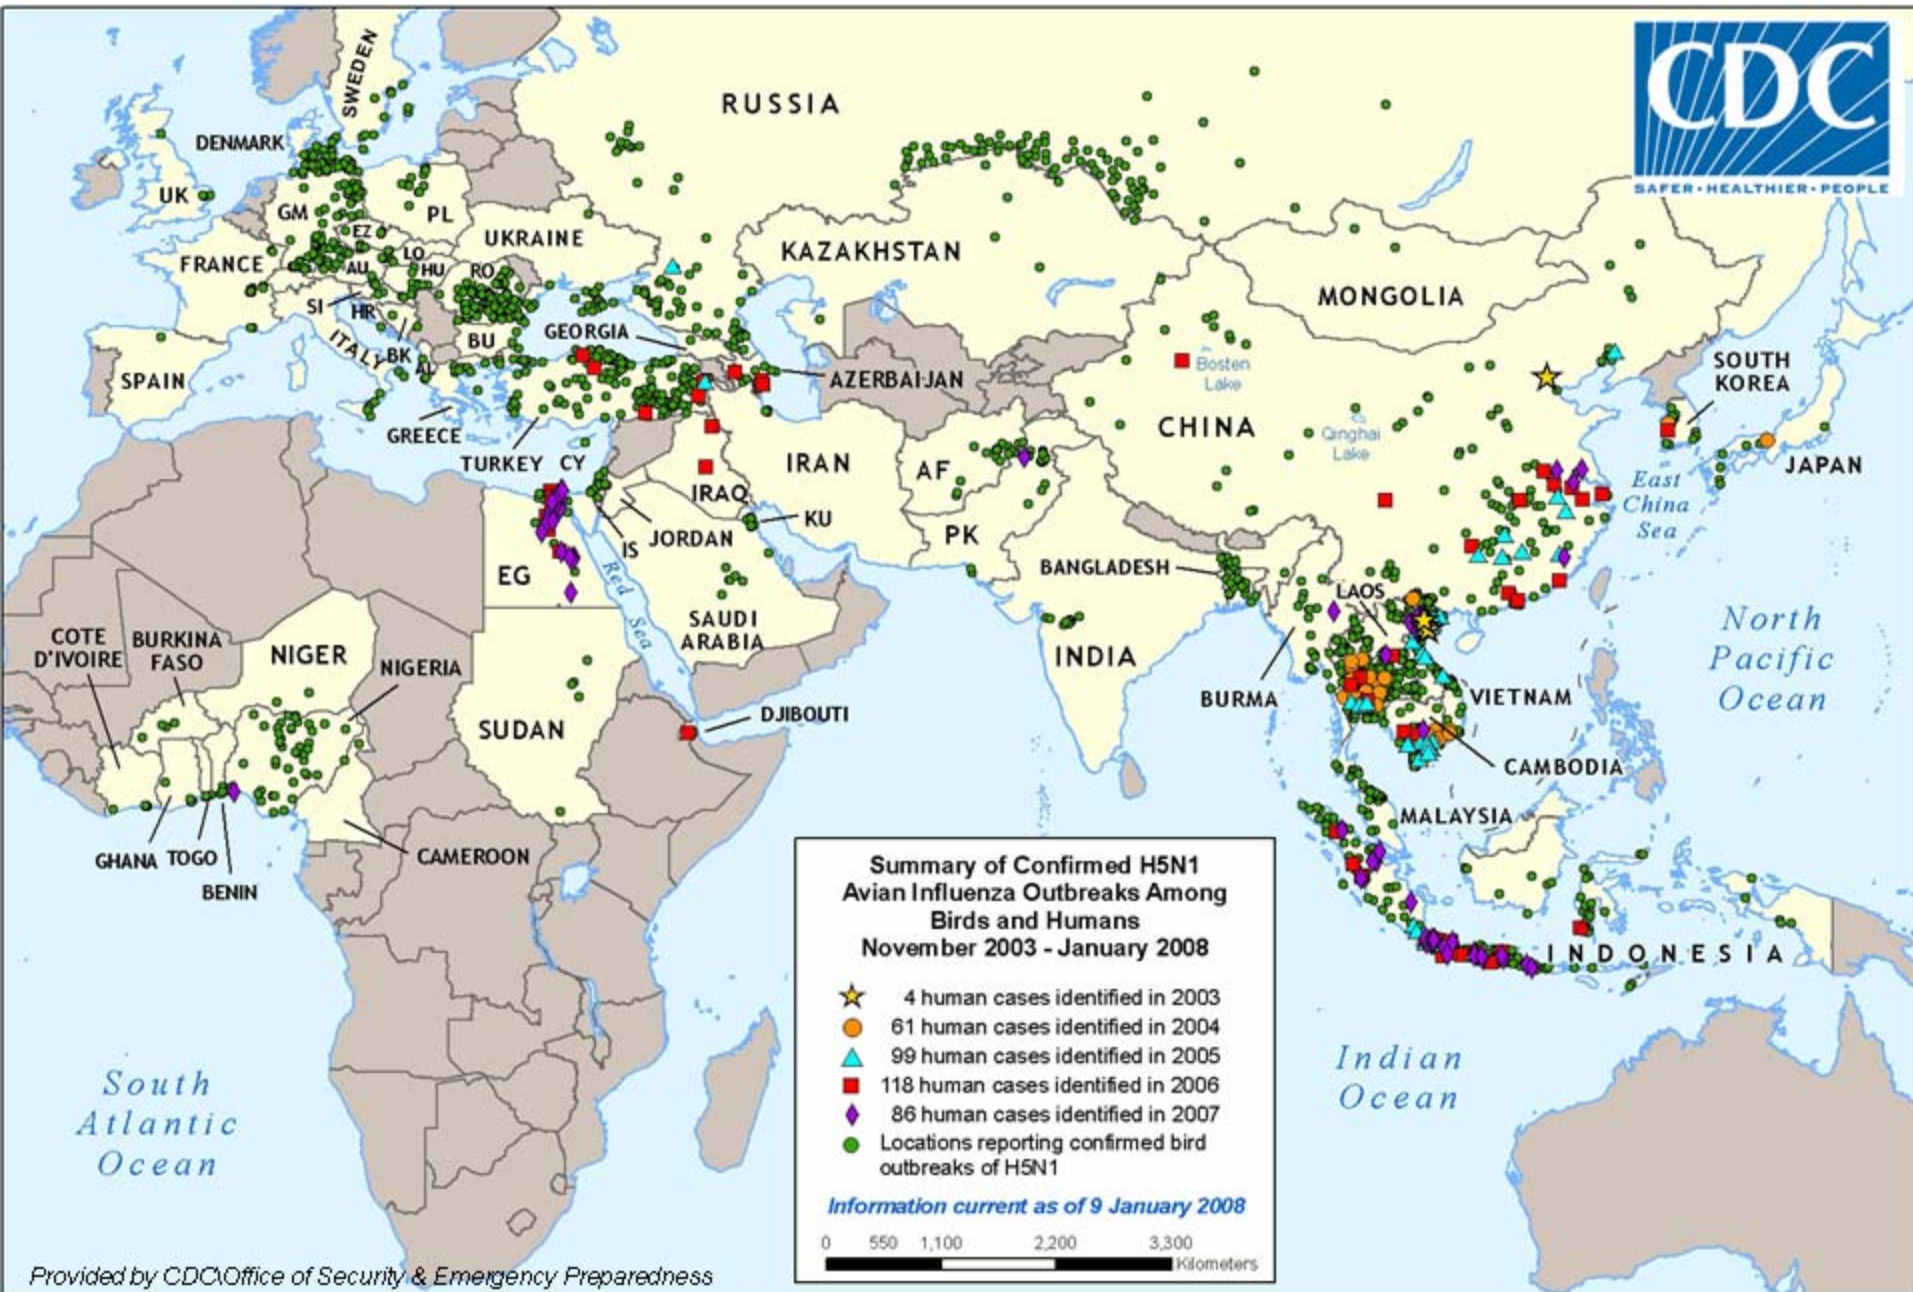 CDC
SAFER • HEALTHIER • PEOPLE
SWEDEN
RUSSIA
DENMARK
UK
GM
PL
EZ
UKRAINE
FRANCE
LO
AU
HU
RO
KAZAKHSTAN
MONGOLIA
SI
HR
ITALY
BK
BU
AL
GEORGIA
SPAIN
AZERBAIJAN
Bosten
Lake
SOUTH
KOREA
GREECE
TURKEY
CY
CHINA
Qinghai
Lake
JAPAN
IRAN
AF
IRAQ
East
China
Sea
KU
IS
JORDAN
PK
EG
Red
Sea
BANGLADESH
LAOS
SAUDI
ARABIA
COTE
D'IVOIRE
BURKINA
FASO
NIGER
NIGERIA
INDIA
North
Pacific
Ocean
BURMA
VIETNAM
SUDAN
DJIBOUTI
CAMBODIA
MALAYSIA
GHANA
TOGO
BENIN
CAMEROON
INDONESIA
Summary of Confirmed H5N1
Avian Influenza Outbreaks Among
Birds and Humans
November 2003 - January 2008
4 human cases identified in 2003
61 human cases identified in 2004
99 human cases identified in 2005
118 human cases identified in 2006
86 human cases identified in 2007
Locations reporting confirmed bird
outbreaks of H5N1
Information current as of 9 January 2008
0 550 1,100 2,200 3,300
Kilometers
South
Atlantic
Ocean
Indian
Ocean
Provided by CDC\Office of Security & Emergency Preparedness